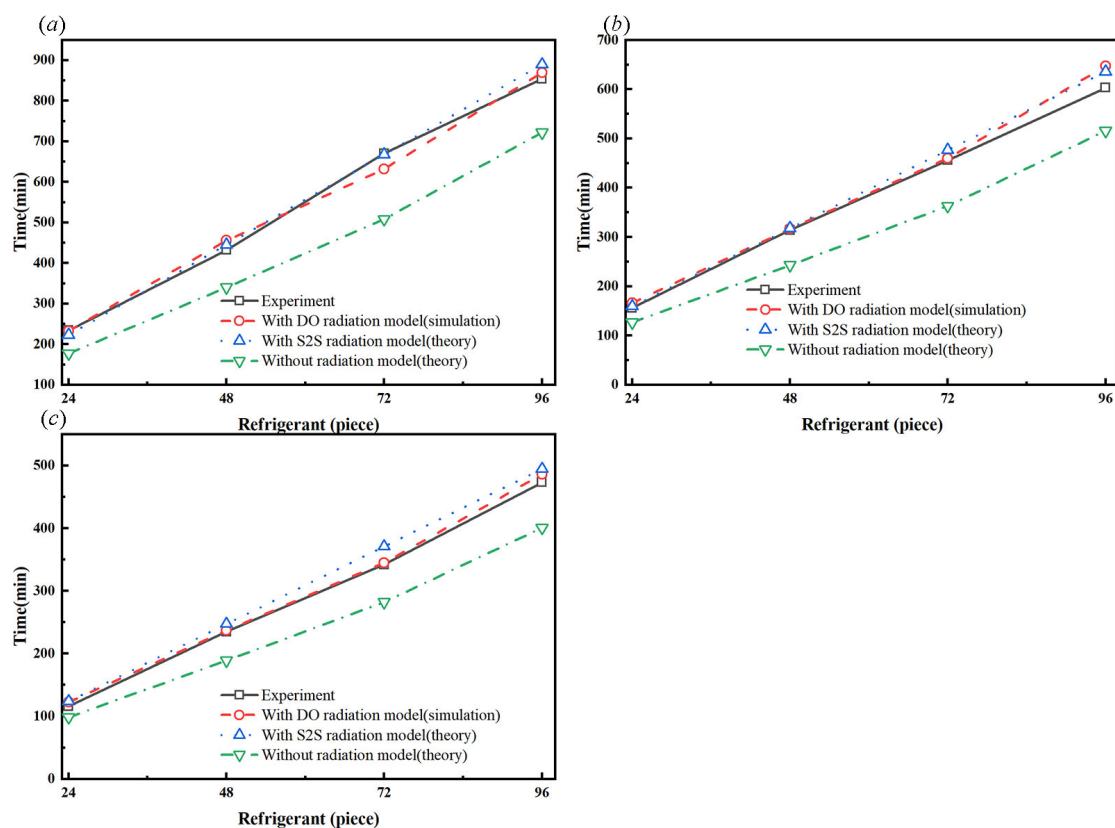 (a)
900
800
700
600
500
400
300
200
100
24
48
72
96
Time(min)
Refrigerant (piece)
Experiment
With DO radiation model(simulation)
With S2S radiation model(theory)
Without radiation model(theory)
(b)
700
600
500
400
300
200
100
0
24
48
72
96
Time(min)
Refrigerant (piece)
Experiment
With DO radiation model(simulation)
With S2S radiation model(theory)
Without radiation model(theory)
(c)
500
400
300
200
100
0
24
48
72
96
Time(min)
Refrigerant (piece)
Experiment
With DO radiation model(simulation)
With S2S radiation model(theory)
Without radiation model(theory)